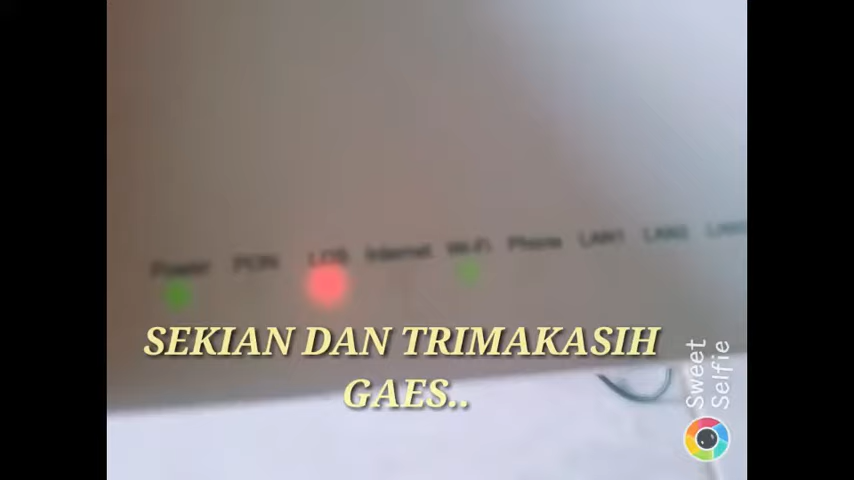 Power PON LOS Internet Wi-Fi Phone LAN1 LAN2
SEKIAN DAN TRIMAKASIH
GAES..
Sweet
Selfie